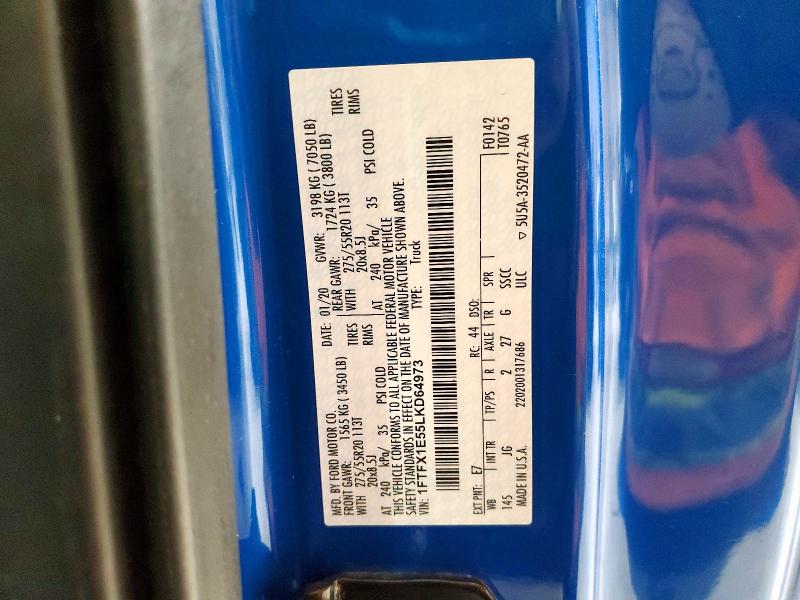 MFD. BY FORD MOTOR CO.
DATE: 01/20 GVWR: 3198 KG ( 7050 LB)
FRONT GAWR: 1565 KG ( 3450 LB) REAR GAWR: 1724 KG ( 3800 LB)
WITH 275/55R20 113T TIRES WITH 275/55R20 113T TIRES
20x8.5J RIMS 20x8.5J RIMS
AT 240 kPa/ 35 PSI COLD AT 240 kPa/ 35 PSI COLD
THIS VEHICLE CONFORMS TO ALL APPLICABLE FEDERAL MOTOR VEHICLE
SAFETY STANDARDS IN EFFECT ON THE DATE OF MANUFACTURE SHOWN ABOVE.
VIN: 1FTFX1E55LKD64973 TYPE: Truck
F0142
T0765
EXT PNT: E7 RC: 44 DSO:
WB INT TR TP/PS R AXLE TR SPR
145 JG 2 27 G SSCC
MADE IN U.S.A. 2202001317686 ULC ▽ 5U5A-3520472-AA